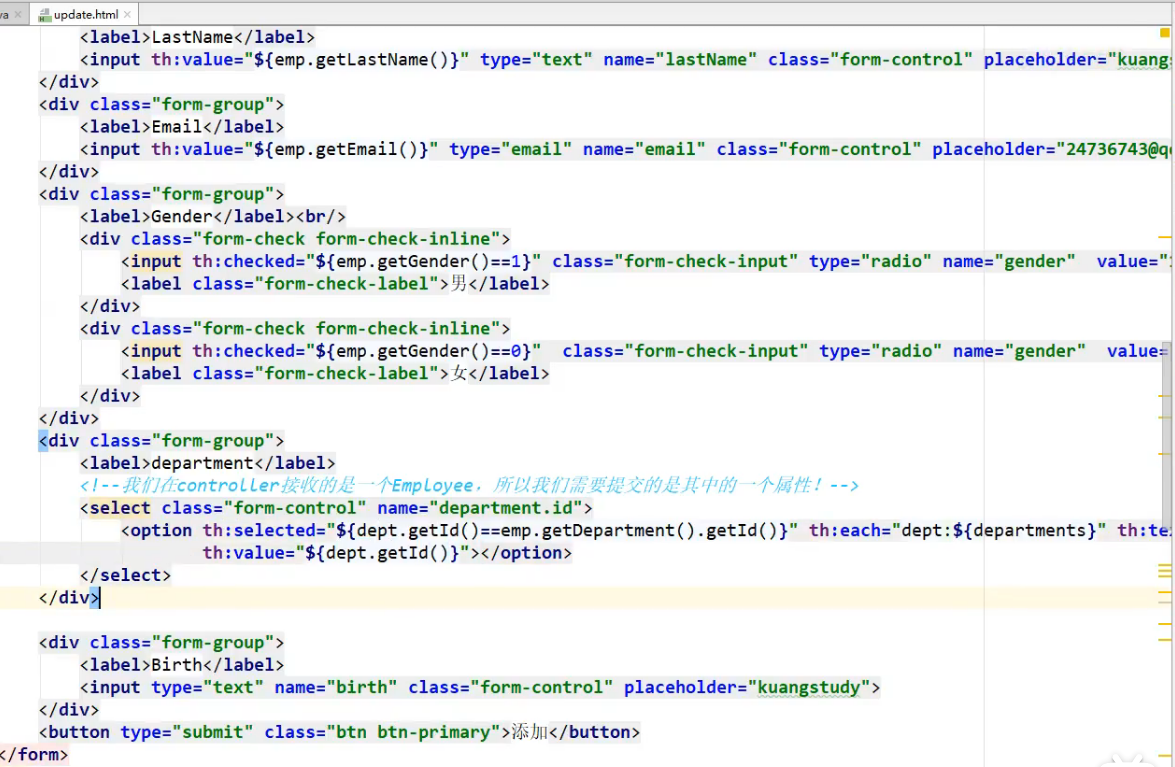 va × update.html ×
<label>LastName</label>
<input th:value="${emp.getLastName()}" type="text" name="lastName" class="form-control" placeholder="kuang
</div>
<div class="form-group">
<label>Email</label>
<input th:value="${emp.getEmail()}" type="email" name="email" class="form-control" placeholder="24736743@q
</div>
<div class="form-group">
<label>Gender</label><br/>
<div class="form-check form-check-inline">
<input th:checked="${emp.getGender()==1}" class="form-check-input" type="radio" name="gender"  value="
<label class="form-check-label">男</label>
</div>
<div class="form-check form-check-inline">
<input th:checked="${emp.getGender()==0}"  class="form-check-input" type="radio" name="gender"  value=
<label class="form-check-label">女</label>
</div>
</div>
<div class="form-group">
<label>department</label>
<!--我们在controller接收的是一个Employee，所以我们需要提交的是其中的一个属性！-->
<select class="form-control" name="department.id">
<option th:selected="${dept.getId()==emp.getDepartment().getId()}" th:each="dept:${departments}" th:te
th:value="${dept.getId()}"></option>
</select>
</div>
<div class="form-group">
<label>Birth</label>
<input type="text" name="birth" class="form-control" placeholder="kuangstudy">
</div>
<button type="submit" class="btn btn-primary">添加</button>
</form>